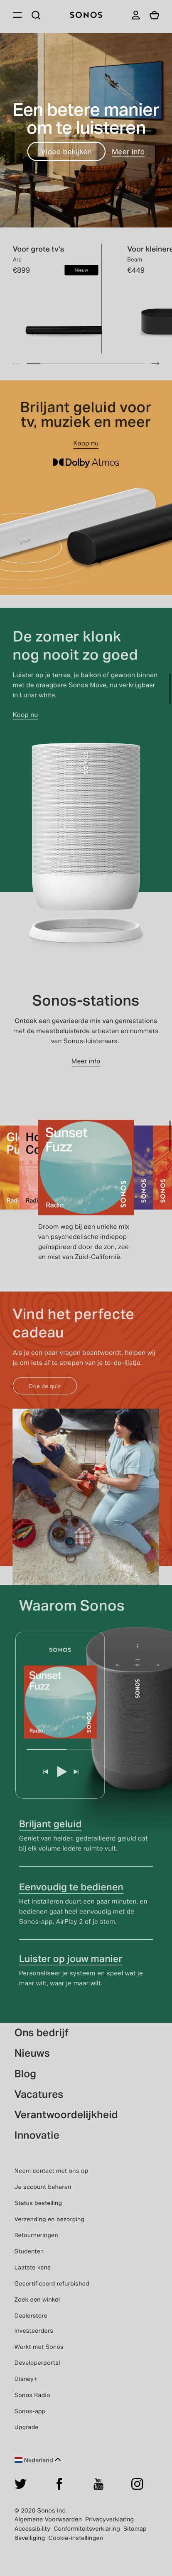 SONOS
Een betere manier
om te luisteren
Video bekijken
Meer info
Voor grote tv's
Arc
€899
Nieuw
Voor kleinere
Beam
€449
Briljant geluid voor
tv, muziek en meer
Koop nu
Dolby Atmos
De zomer klonk
nog nooit zo goed
Luister op je terras, je balkon of gewoon binnen
met de draagbare Sonos Move, nu verkrijgbaar
in Lunar white.
Koop nu
SONOS
Sonos-stations
Ontdek een gevarieerde mix van genrestations
met de meestbeluisterde artiesten en nummers
van Sonos-luisteraars.
Meer info
Sunset
Fuzz
Radio
SONOS
SONOS
SONOS
Droom weg bij een unieke mix
van psychedelische indiepop
geïnspireerd door de zon, zee
en mist van Zuid-Californië.
Vind het perfecte
cadeau
Als je een paar vragen beantwoordt, helpen wij
je om iets af te strepen van je to-do-lijstje.
Doe de quiz
Waarom Sonos
SONOS
Sunset
Fuzz
Radio
SONOS
SONOS
Briljant geluid
Geniet van helder, gedetailleerd geluid dat
bij elk volume iedere ruimte vult.
Eenvoudig te bedienen
Het installeren duurt een paar minuten, en
bedienen gaat heel eenvoudig met de
Sonos-app, AirPlay 2 of je stem.
Luister op jouw manier
Personaliseer je systeem en speel wat je
maar wilt, waar je maar wilt.
Ons bedrijf
Nieuws
Blog
Vacatures
Verantwoordelijkheid
Innovatie
Neem contact met ons op
Je account beheren
Status bestelling
Verzending en bezorging
Retourneringen
Studenten
Laatste kans
Gecertificeerd refurbished
Zoek een winkel
Dealerstore
Investeerders
Werkt met Sonos
Developerportal
Disney+
Sonos Radio
Sonos-app
Upgrade
Nederland
You
Tube
© 2020 Sonos Inc.
Algemene Voorwaarden Privacyverklaring
Accessibility Conformiteitsverklaring Sitemap
Beveiliging Cookie-instellingen